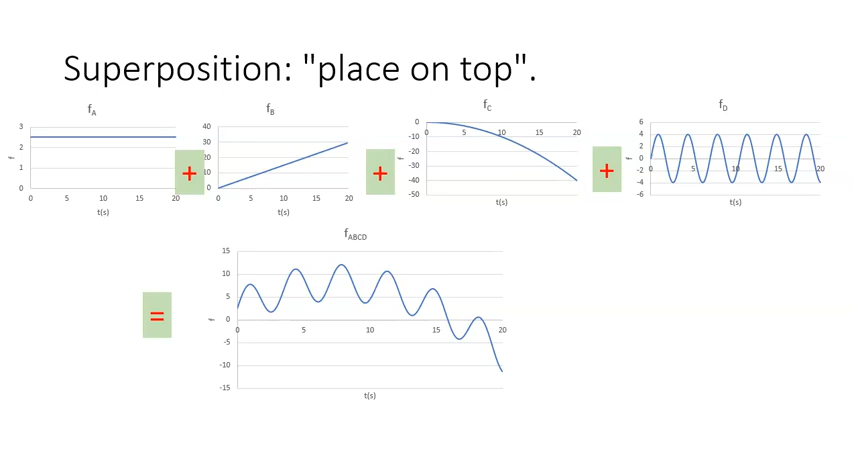 Superposition: "place on top".
fA
3
2
1
0
f
0 5 10 15 20
t(s)
+
fB
40
30
20
10
0
0 5 10 15 20
t(s)
+
fC
0
-10
-20
-30
-40
-50
f
0 5 10 15 20
t(s)
+
fD
6
4
2
0
-2
-4
-6
f
0 5 10 15 20
t(s)
=
fABCD
15
10
5
0
-5
-10
-15
f
0 5 10 15 20
t(s)